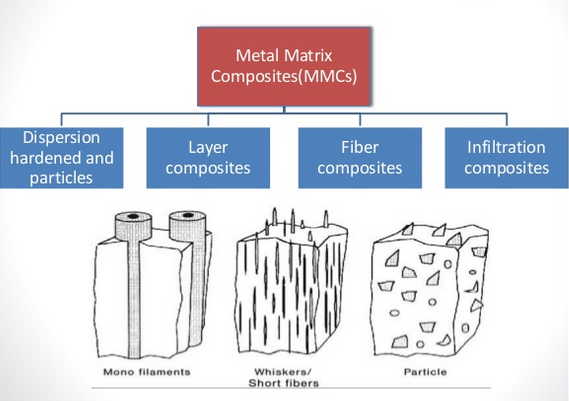 Metal Matrix
Composites(MMCs)
Dispersion
hardened and
particles
Layer
composites
Fiber
composites
Infiltration
composites
Mono filaments
Whiskers/
Short fibers
Particle